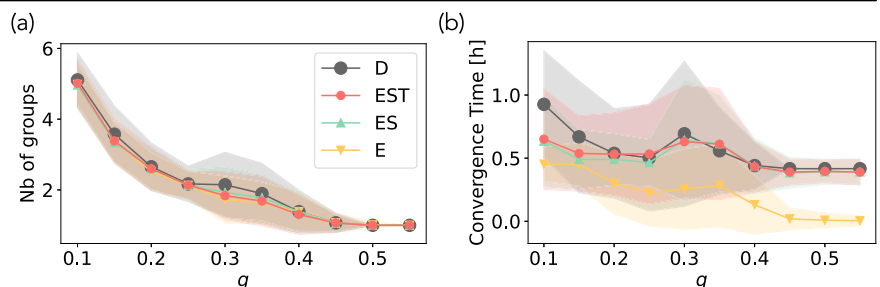 (a)
6
4
2
Nb of groups
D
EST
ES
E
0.1 0.2 0.3 0.4 0.5
g
(b)
1.0
0.5
0.0
Convergence Time [h]
0.1 0.2 0.3 0.4 0.5
g